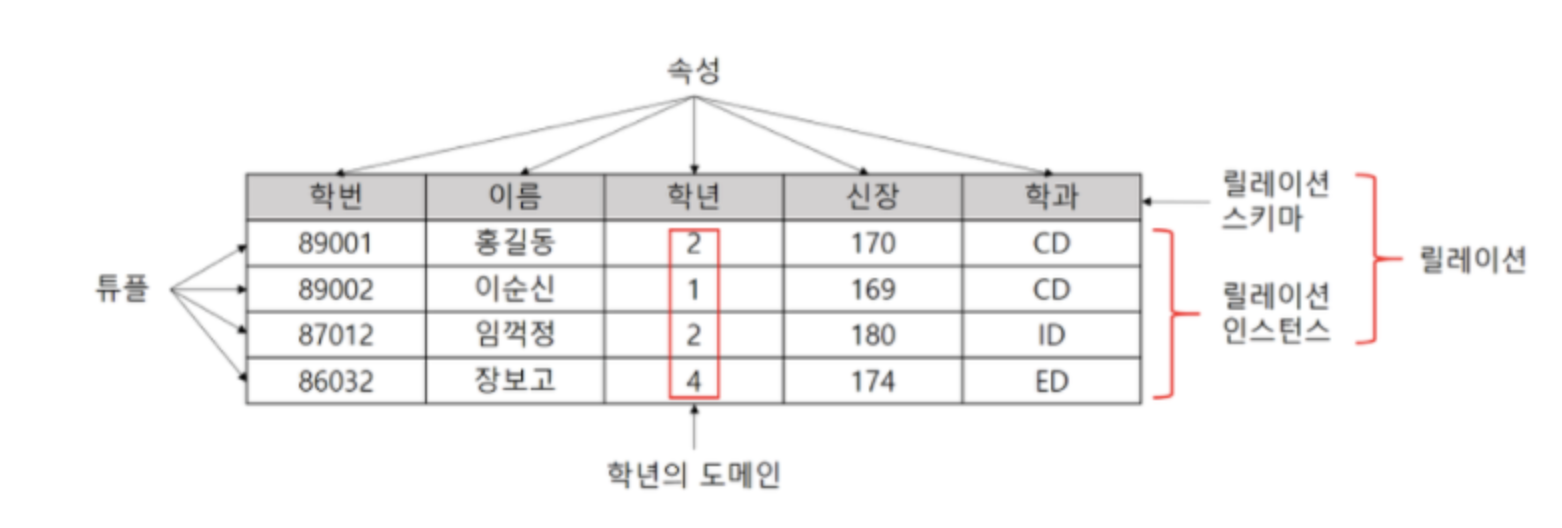 속성
학번 이름 학년 신장 학과
89001 홍길동 2 170 CD
89002 이순신 1 169 CD
87012 임꺽정 2 180 ID
86032 장보고 4 174 ED
튜플
릴레이션
스키마
릴레이션
인스턴스
릴레이션
학년의 도메인